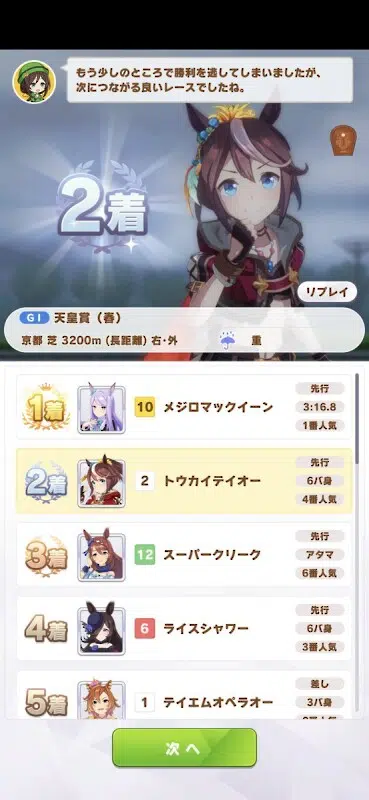 もう少しのところで勝利を逃してしまいましたが、
次につながる良いレースでしたね。
2着
リプレイ
GI 天皇賞（春）
京都 芝 3200m (長距離) 右・外 重
1着 10 メジロマックイーン 先行 3:16.8 1番人気
2着 2 トウカイテイオー 先行 6バ身 4番人気
3着 12 スーパークリーク 先行 アタマ 6番人気
4着 6 ライスシャワー 先行 6バ身 3番人気
5着 1 テイエムオペラオー 差し 3バ身
次へ